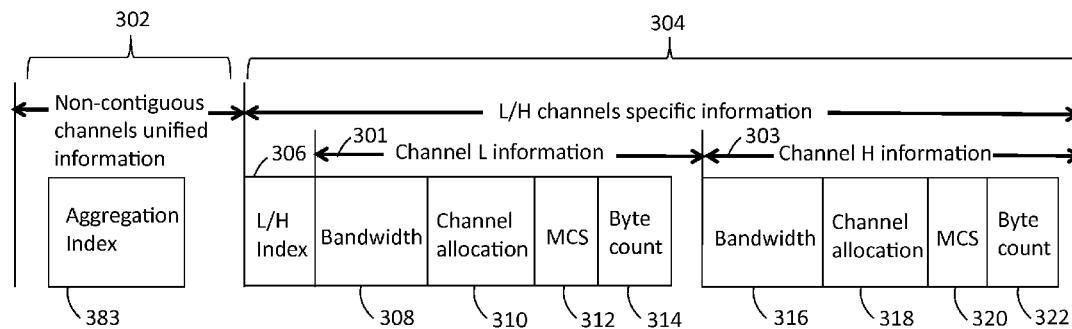 302
304
Non-contiguous
channels unified
information
L/H channels specific information
306
301
Channel L information
303
Channel H information
Aggregation
Index
L/H
Index
Bandwidth
Channel
allocation
MCS
Byte
count
Bandwidth
Channel
allocation
MCS
Byte
count
383
308
310
312
314
316
318
320
322